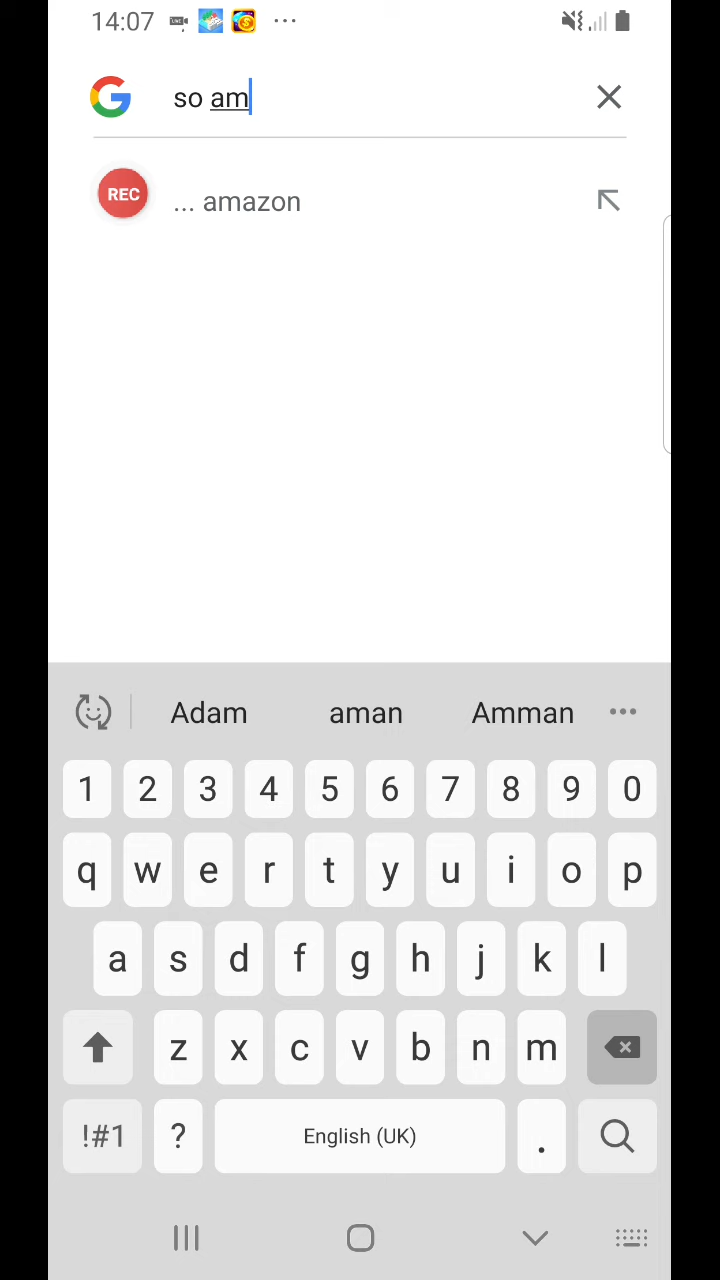 14:07
so am
REC
... amazon
Adam aman Amman
1 2 3 4 5 6 7 8 9 0
q w e r t y u i o p
a s d f g h j k l
z x c v b n m
!#1 ? English (UK) .